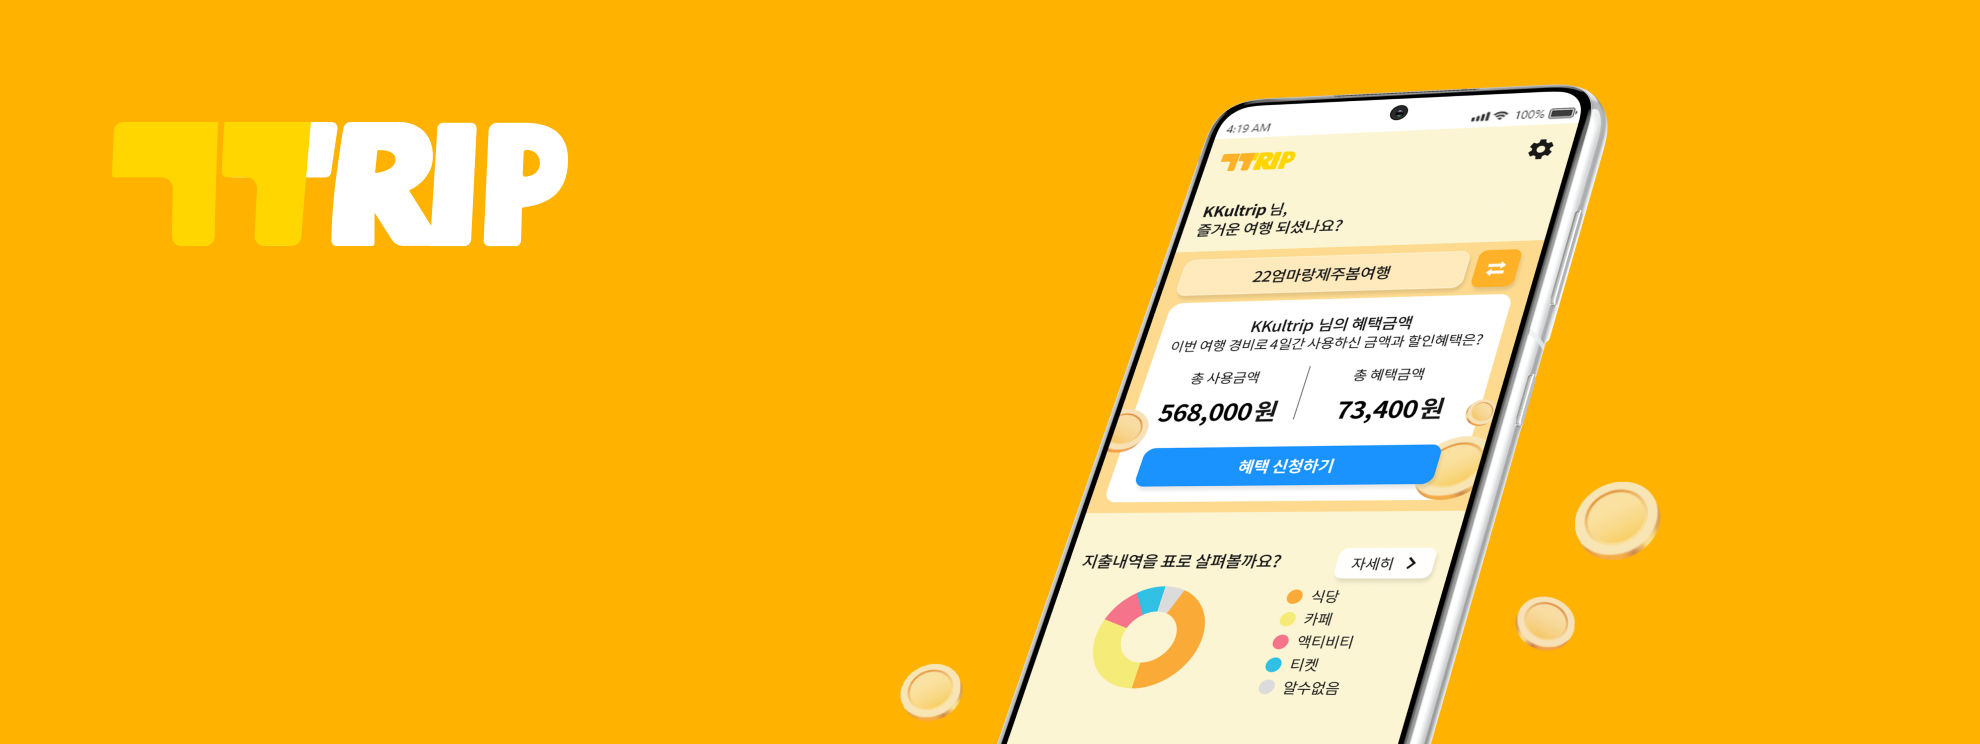 TTRIP
4:19 AM
100%
TTRIP
KKultrip 님,
즐거운 여행 되셨나요?
22엄마랑제주봄여행
KKultrip 님의 혜택금액
이번 여행 경비로 4일간 사용하신 금액과 할인혜택은?
총 사용금액
총 혜택금액
568,000원
73,400원
혜택 신청하기
지출내역을 표로 살펴볼까요?
자세히
식당
카페
액티비티
티켓
알수없음